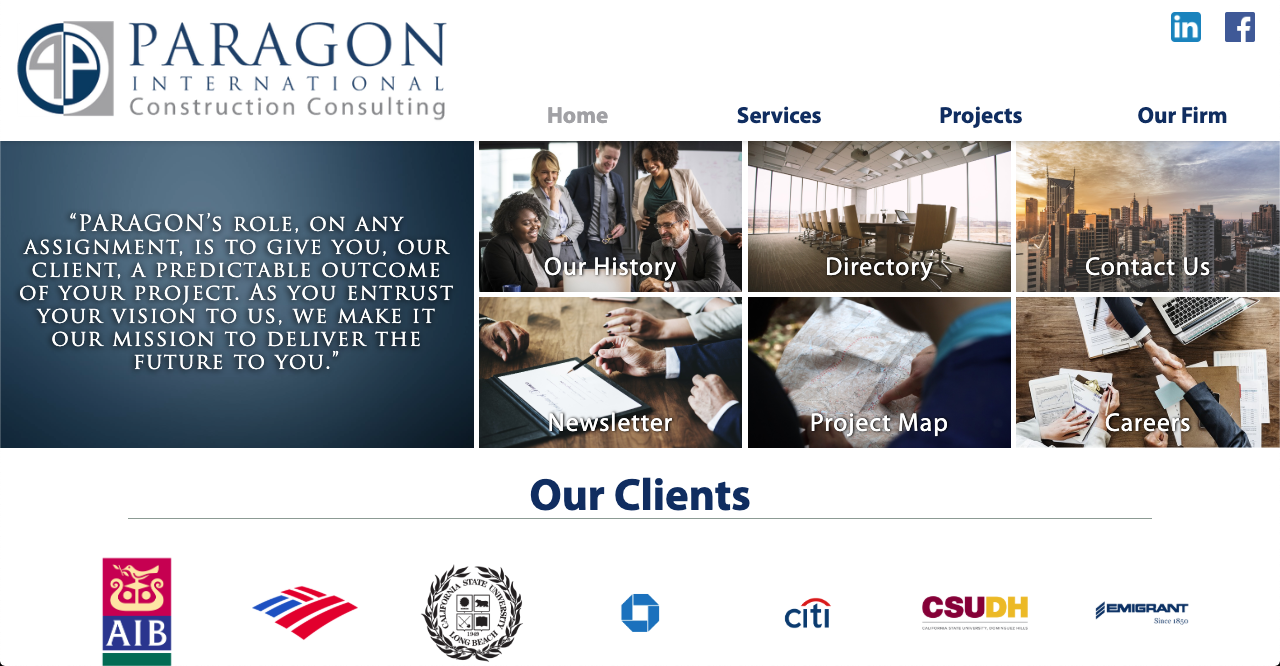 PARAGON
INTERNATIONAL
Construction Consulting
in
f
Home
Services
Projects
Our Firm
“PARAGON’S ROLE, ON ANY
ASSIGNMENT, IS TO GIVE YOU, OUR
CLIENT, A PREDICTABLE OUTCOME
OF YOUR PROJECT. AS YOU ENTRUST
YOUR VISION TO US, WE MAKE IT
OUR MISSION TO DELIVER THE
FUTURE TO YOU.”
Our History
Directory
Contact Us
Newsletter
Project Map
Careers
Our Clients
AIB
CALIFORNIA STATE UNIVERSITY
LONG BEACH
1949
citi
CSUDH
CALIFORNIA STATE UNIVERSITY, DOMINGUEZ HILLS
EMIGRANT
Since 1850